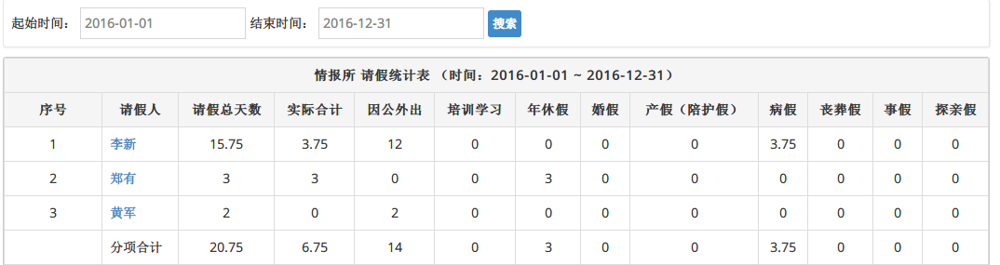 起始时间： 2016-01-01 结束时间： 2016-12-31 搜索
情报所 请假统计表 （时间：2016-01-01 ~ 2016-12-31）
序号 请假人 请假总天数 实际合计 因公外出 培训学习 年休假 婚假 产假（陪护假） 病假 丧葬假 事假 探亲假
1 李新 15.75 3.75 12 0 0 0 0 3.75 0 0 0
2 郑有 3 3 0 0 3 0 0 0 0 0 0
3 黄军 2 0 2 0 0 0 0 0 0 0 0
分项合计 20.75 6.75 14 0 3 0 0 3.75 0 0 0